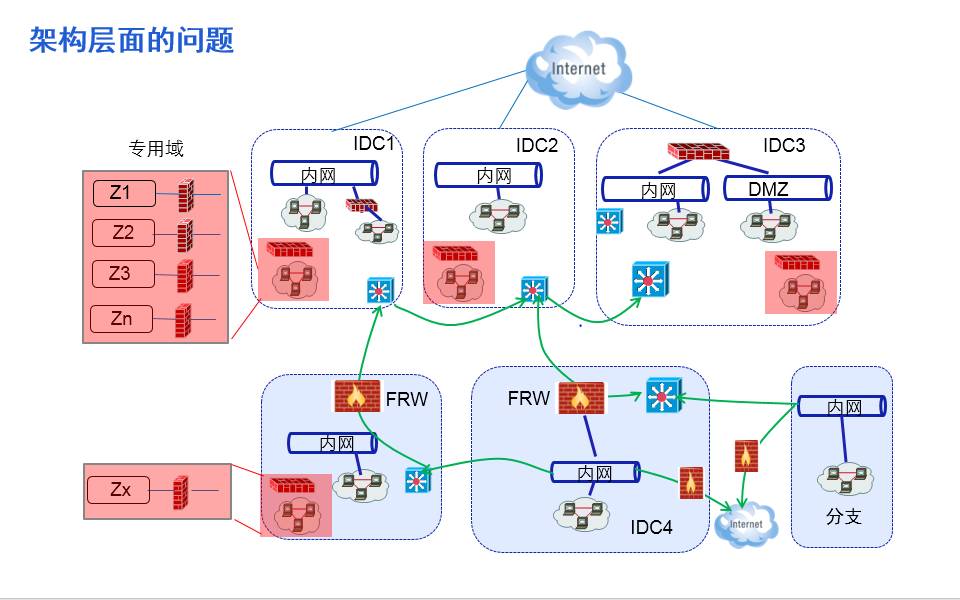 架构层面的问题
Internet
专用域
IDC1
IDC2
IDC3
内网
内网
内网
DMZ
Z1
Z2
Z3
Zn
FRW
内网
FRW
内网
IDC4
内网
分支
Internet
Zx